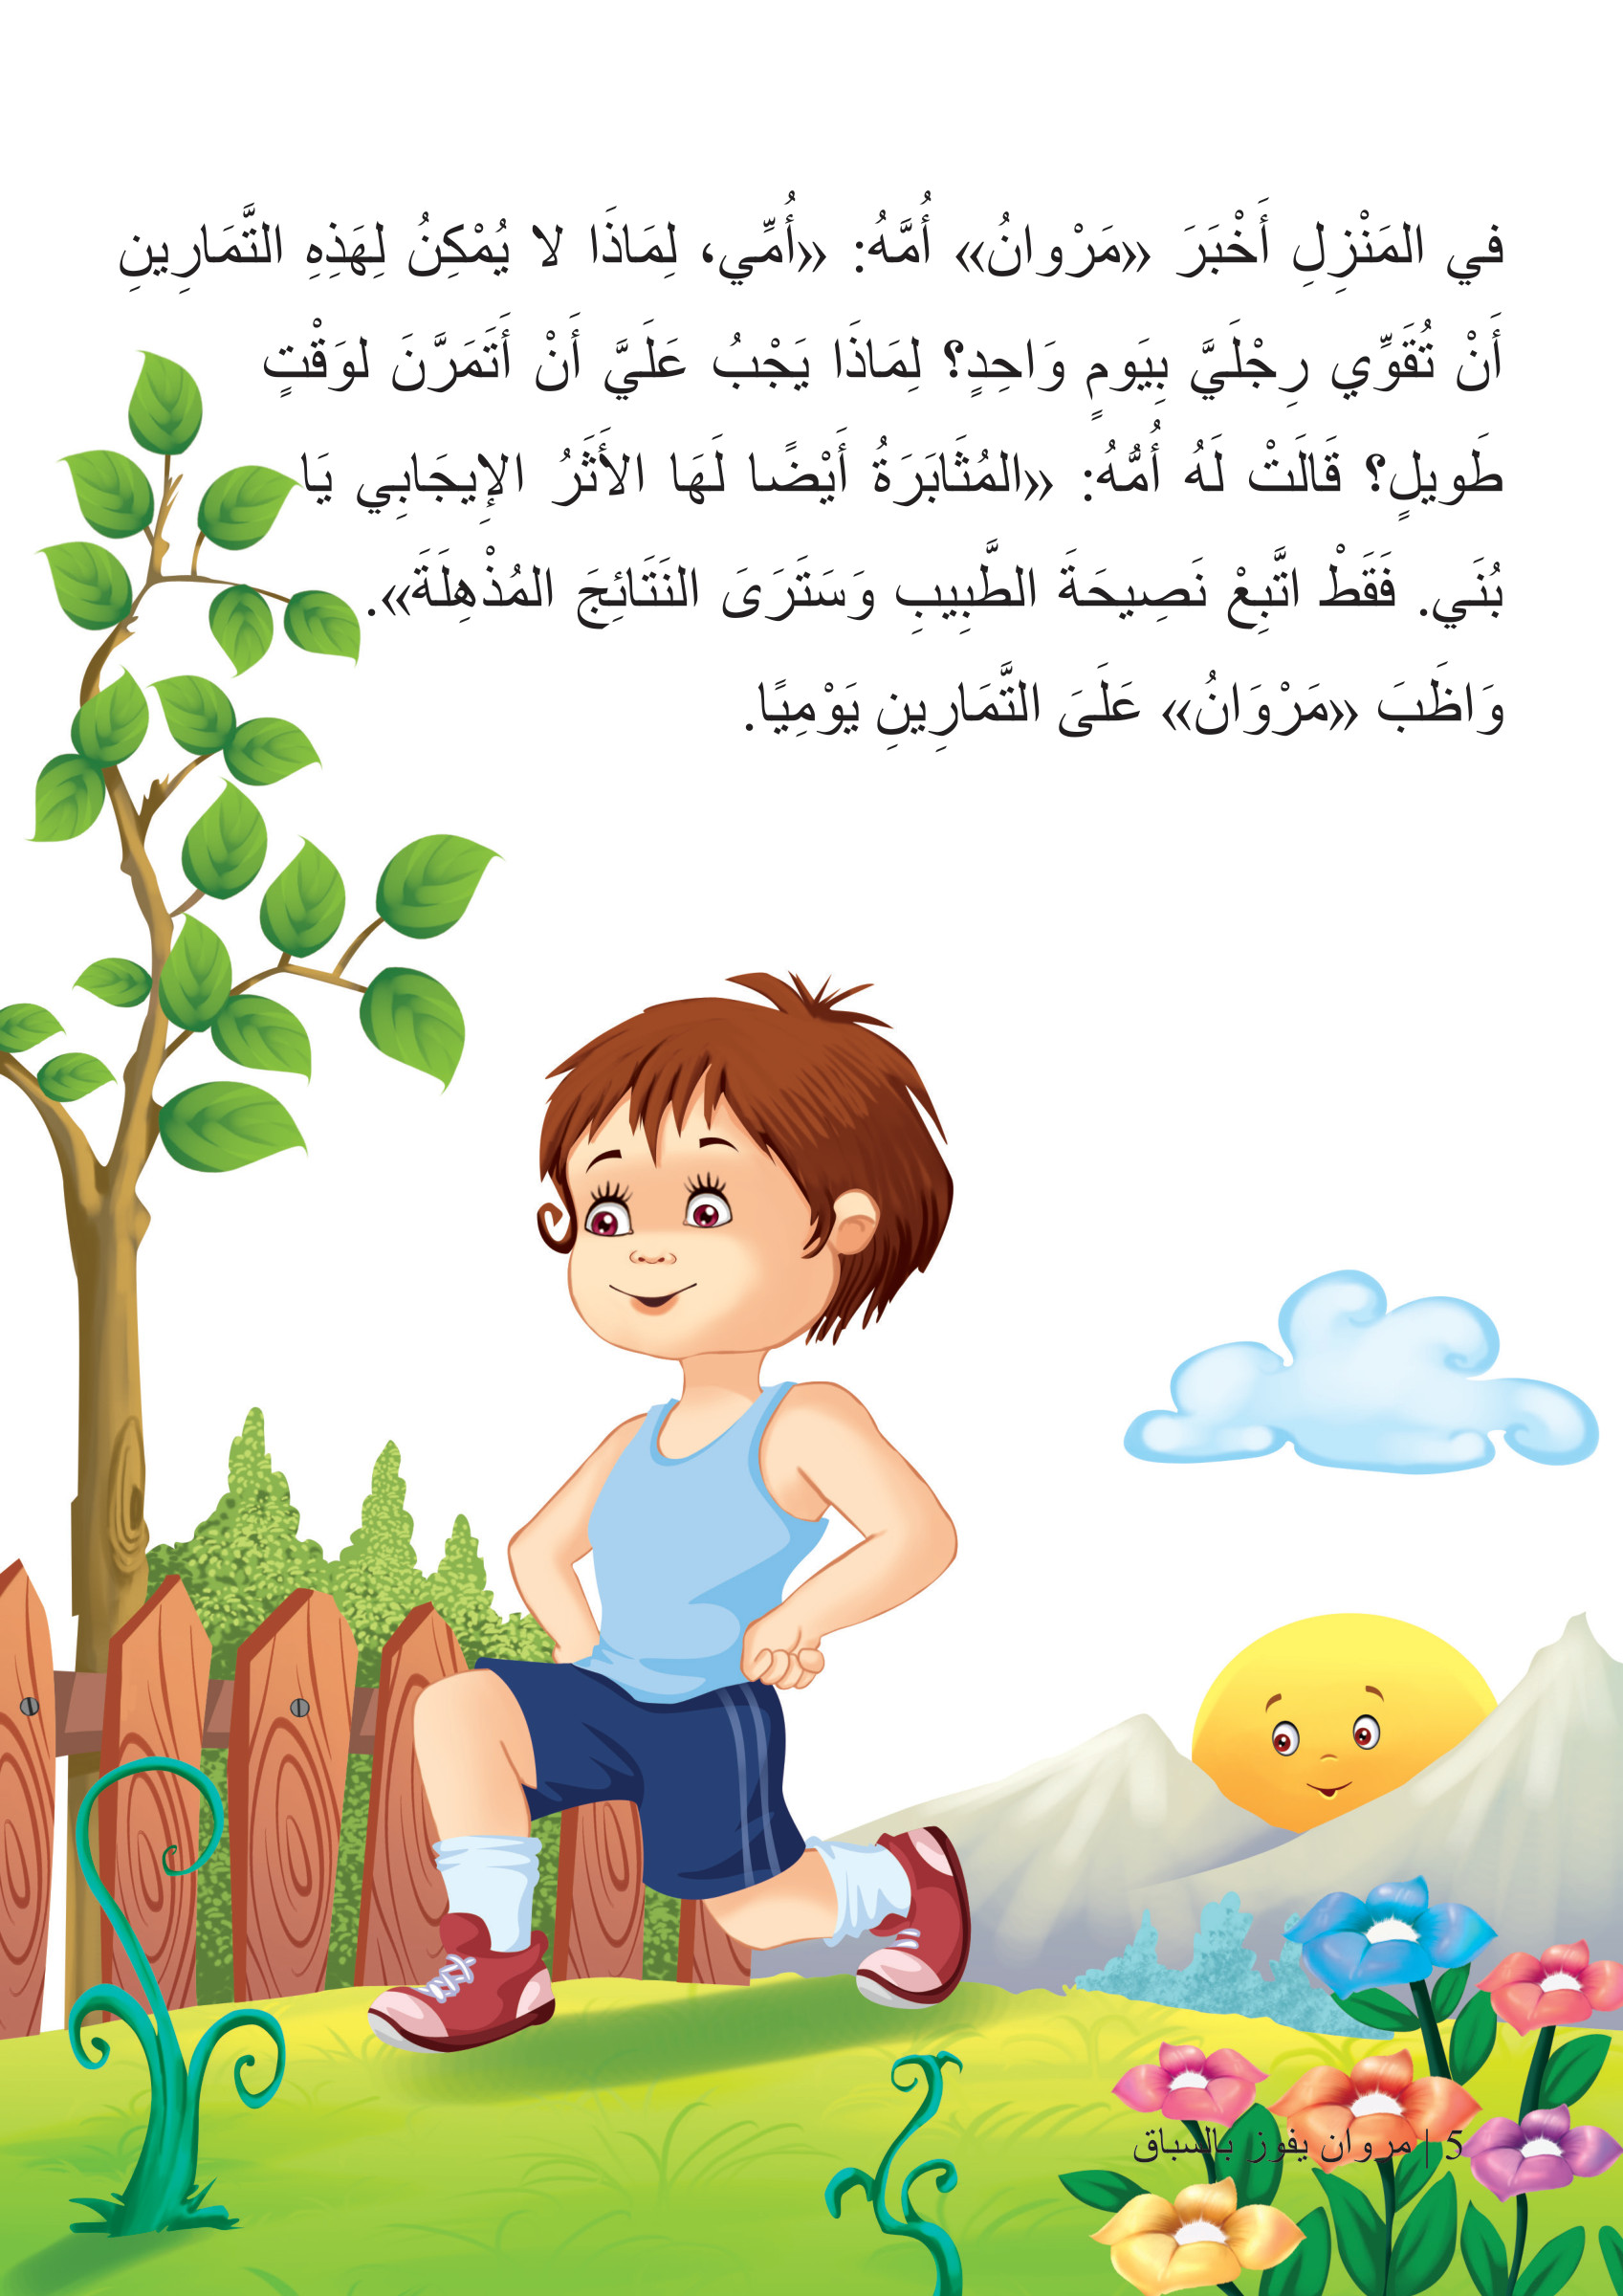 في المَنْزِلِ أَخْبَرَ «مَرْوانُ» أُمَّهُ: «أُمِّي، لِمَاذَا لا يُمْكِنُ لِهَذِهِ التَّمَارِينِ
أَنْ تُقَوِّي رِجْلَيَّ بِيَومٍ وَاحِدٍ؟ لِمَاذَا يَجْبُ عَلَيَّ أَنْ أَتَمَرَّنَ لوَقْتٍ
طَويلٍ؟ قَالَتْ لَهُ أُمُّهُ: «المُثَابَرَةُ أَيْضًا لَهَا الأَثَرُ الإِيجَابِي يَا
بُنَي. فَقَطْ اتَّبِعْ نَصِيحَةَ الطَّبِيبِ وَسَتَرَىَ النَتَائِجَ المُذْهِلَةَ».
وَاظَبَ «مَرْوَانُ» عَلَىَ التَّمَارِينِ يَوْمِيًا.
5 | مروان يفوز بالسباق